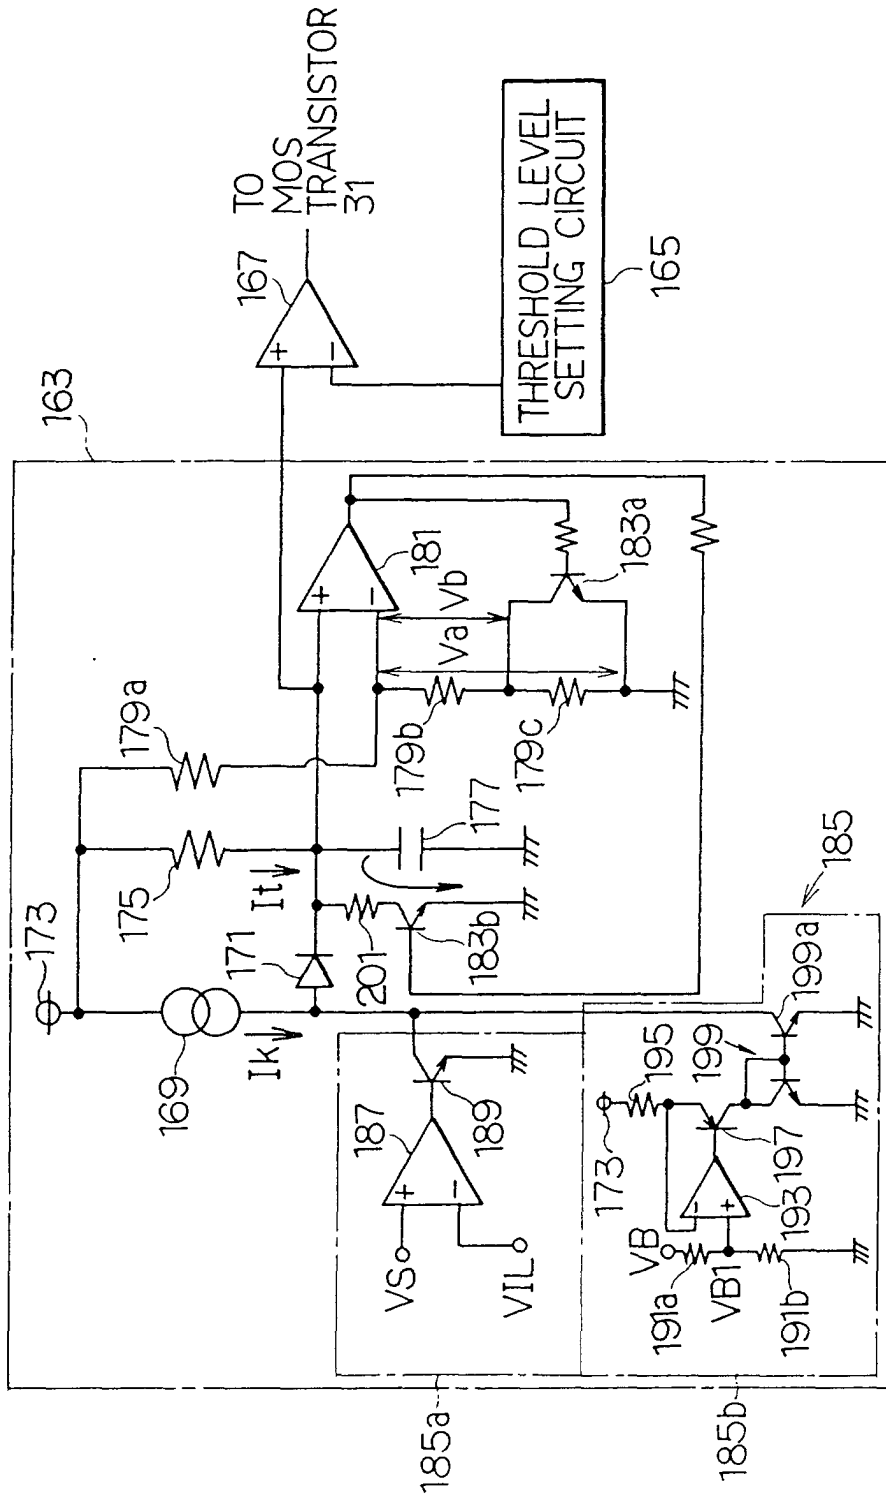 163
173
179a
175
169
Ik
It
171
167
+
−
TO
MOS
TRANSISTOR
31
THRESHOLD LEVEL
SETTING CIRCUIT
165
+
−
181
Va
Vb
179b
179c
183a
177
201
183b
185
185a
187
+
−
VS
VIL
189
185b
173
195
199
199a
197
−
+
193
VB
191a
VB1
191b